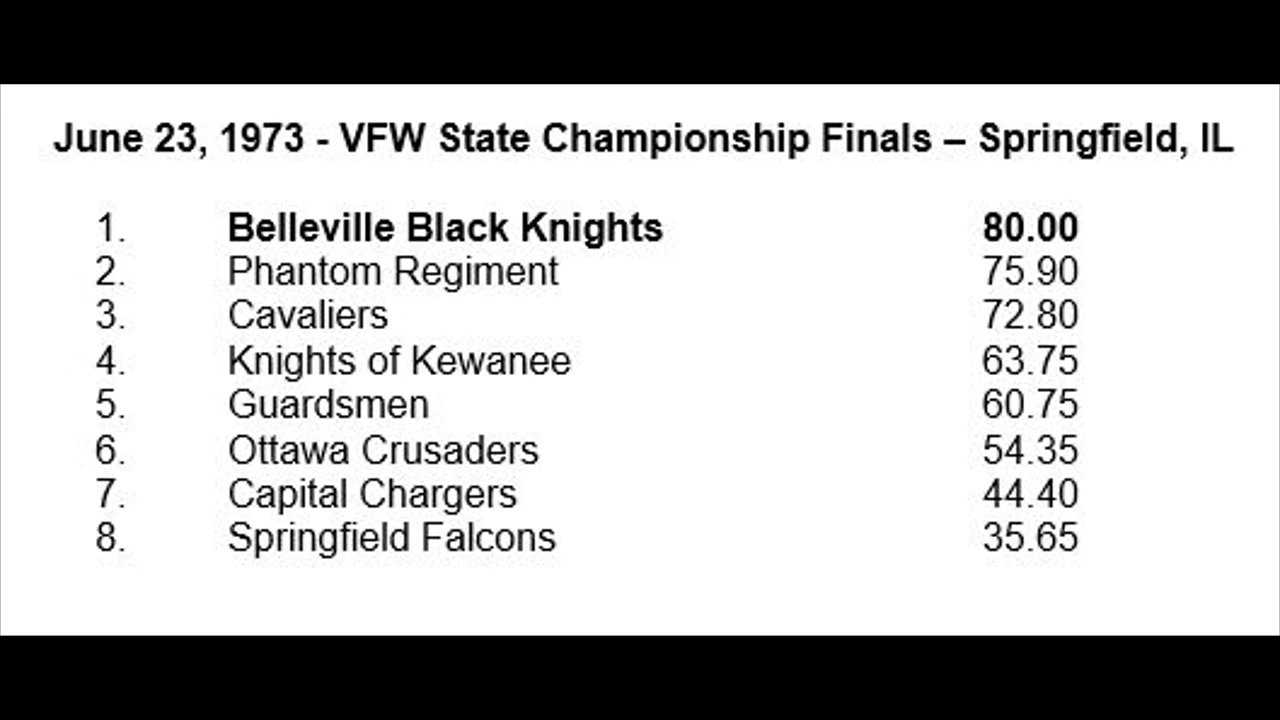 June 23, 1973 - VFW State Championship Finals – Springfield, IL
1. Belleville Black Knights 80.00
2. Phantom Regiment 75.90
3. Cavaliers 72.80
4. Knights of Kewanee 63.75
5. Guardsmen 60.75
6. Ottawa Crusaders 54.35
7. Capital Chargers 44.40
8. Springfield Falcons 35.65